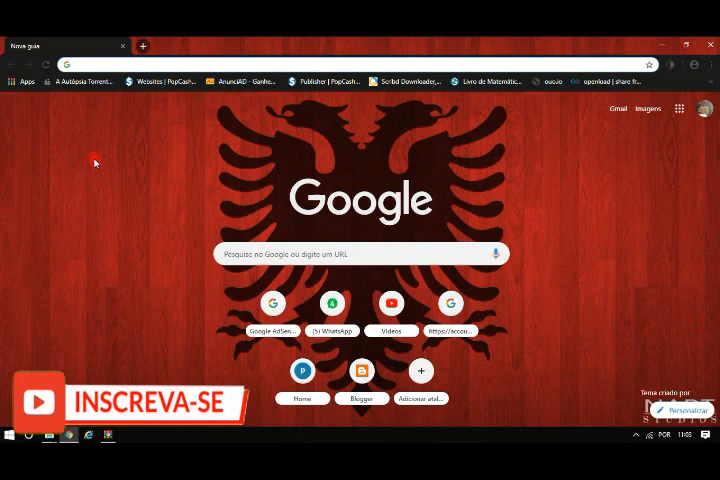 Nova guia
Apps
A Autópsia Torrent...
Websites | PopCash...
AnunciAD - Ganhe...
Publisher | PopCash...
Scribd Downloader,...
Livro de Matemátic...
ouo.io
openload | share fr...
Gmail
Imagens
Google
Pesquise no Google ou digite um URL
Google AdSen...
(5) WhatsApp
Vídeos
https://accou...
Home
Blogger
Adicionar atal...
Tema criado por
STUDIOS
Personalizar
INSCREVA-SE
POR
11:03